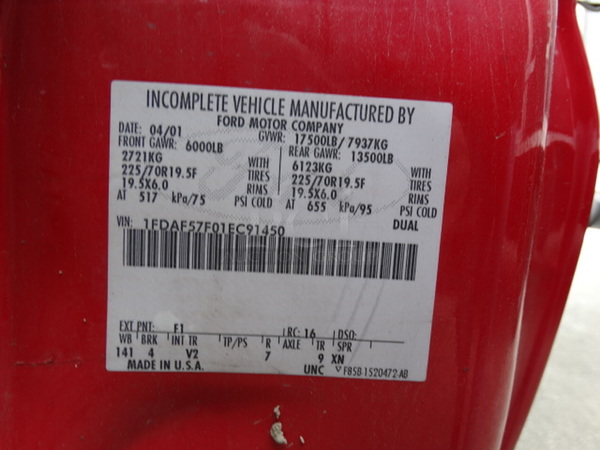 INCOMPLETE VEHICLE MANUFACTURED BY
FORD MOTOR COMPANY
DATE: 04/01 GVWR: 17500LB/ 7937KG
FRONT GAWR: 6000LB REAR GAWR: 13500LB
2721KG WITH 6123KG WITH
225/70R19.5F TIRES 225/70R19.5F TIRES
19.5X6.0 RIMS 19.5X6.0 RIMS
AT 517 kPa/75 PSI COLD AT 655 kPa/95 PSI COLD
DUAL
VIN: 1FDAF57F01EC91450
EXT PNT: F1 RC: 16 DSO:
WB BRK INT TR TP/PS R AXLE TR SPR
141 4 V2 7 9 XN
MADE IN U.S.A. UNC F85B-1520472-AB